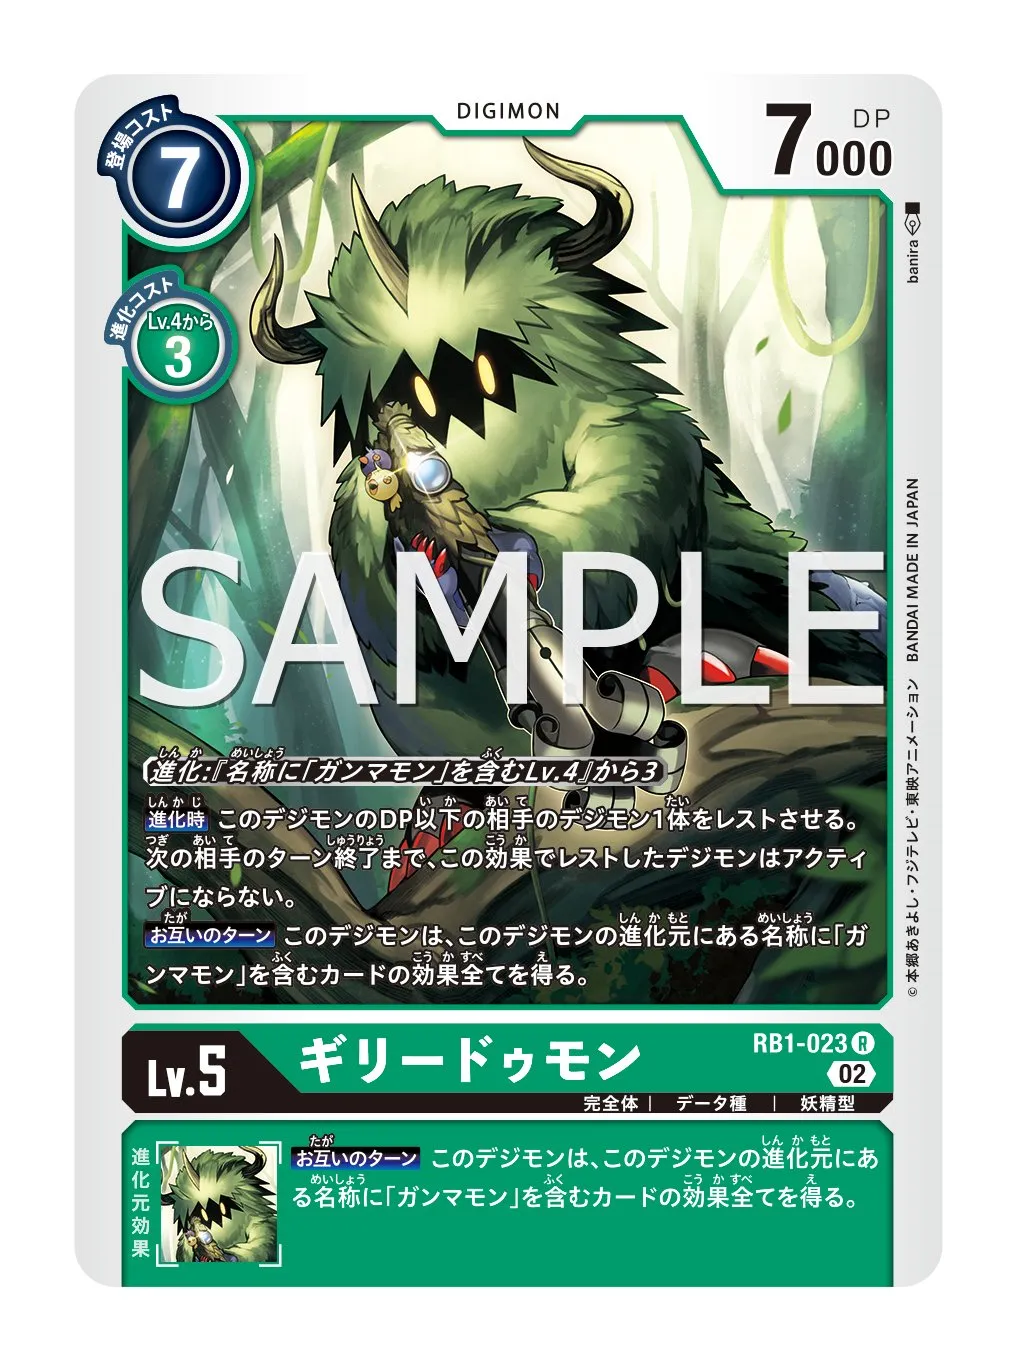 DIGIMON
登場コスト
7
7000
DP
進化コスト
Lv.4から
3
banira
SAMPLE
進化:『名称に「ガンマモン」を含むLv.4』から3
進化時 このデジモンのDP以下の相手のデジモン1体をレストさせる。
次の相手のターン終了まで、この効果でレストしたデジモンはアクティ
ブにならない。
お互いのターン このデジモンは、このデジモンの進化元にある名称に「ガ
ンマモン」を含むカードの効果全てを得る。
©本郷あきよし・フジテレビ・東映アニメーション BANDAI MADE IN JAPAN
Lv.5
ギリードゥモン
RB1-023 R
02
完全体 | データ種 | 妖精型
進化元効果
お互いのターン このデジモンは、このデジモンの進化元にあ
る名称に「ガンマモン」を含むカードの効果全てを得る。